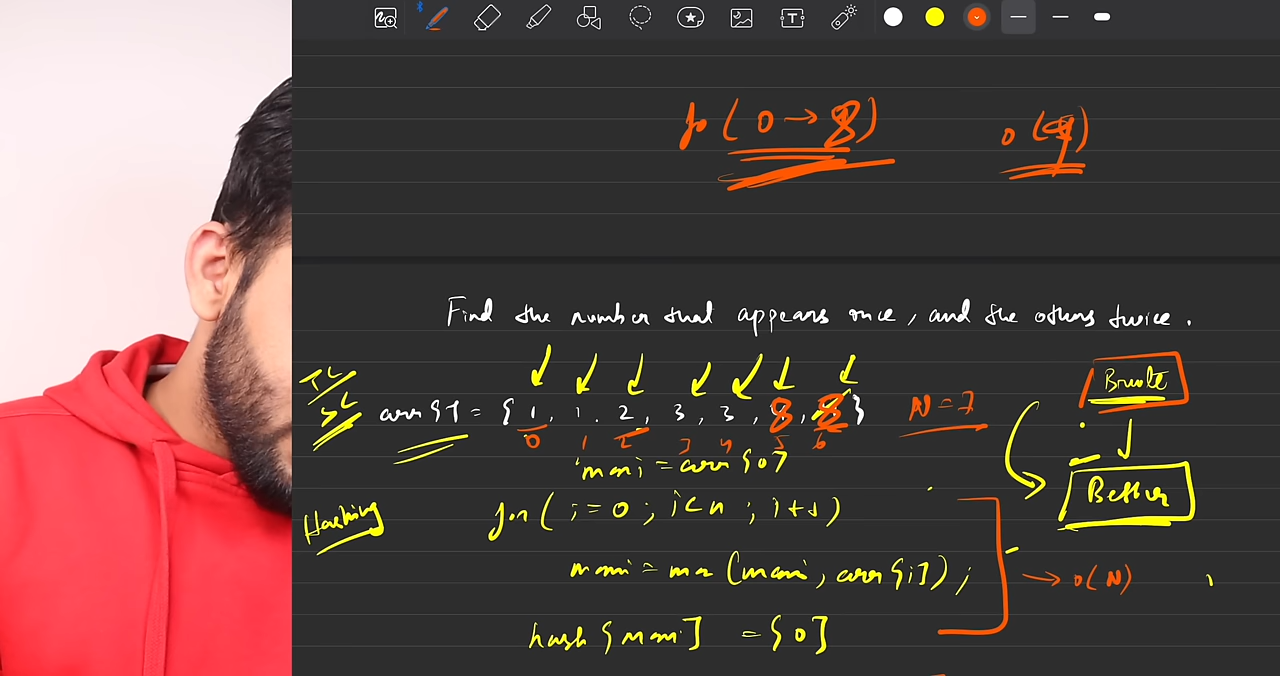 for ( 0 → 8 )
Find the number that appears once, and the others twice.
TC
SC
arr[] = { 1, 1, 2, 3, 3, 8, 8 }
N = 7
Brute
0 1 2 3 4 5 6
maxi = arr[0]
Better
Hashing
for ( i = 0 ; i < n ; i++ )
maxi = max (maxi, arr[i]) ;
→ O(N)
hash[maxi] = {0}